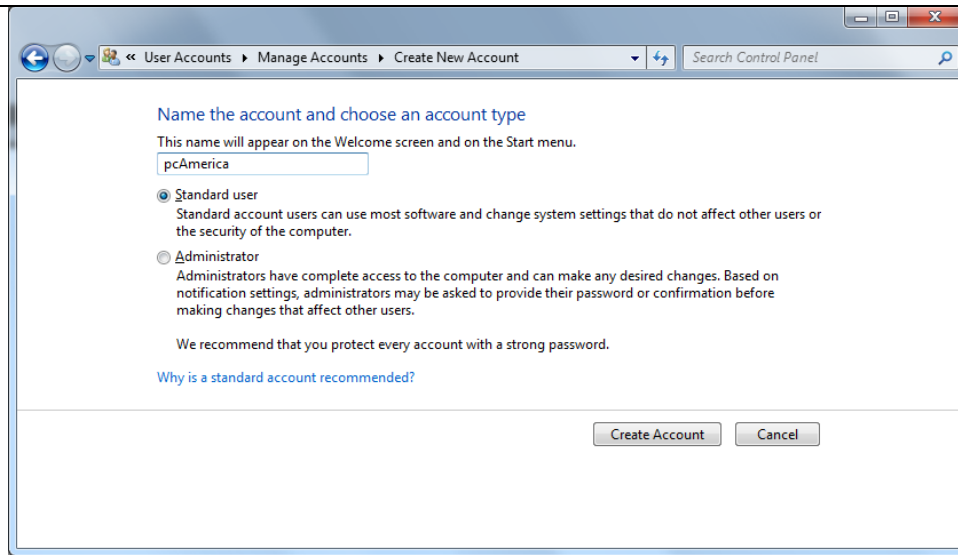 « User Accounts ▸ Manage Accounts ▸ Create New Account
Search Control Panel
Name the account and choose an account type
This name will appear on the Welcome screen and on the Start menu.
pcAmerica
Standard user
Standard account users can use most software and change system settings that do not affect other users or
the security of the computer.
Administrator
Administrators have complete access to the computer and can make any desired changes. Based on
notification settings, administrators may be asked to provide their password or confirmation before
making changes that affect other users.
We recommend that you protect every account with a strong password.
Why is a standard account recommended?
Create Account
Cancel